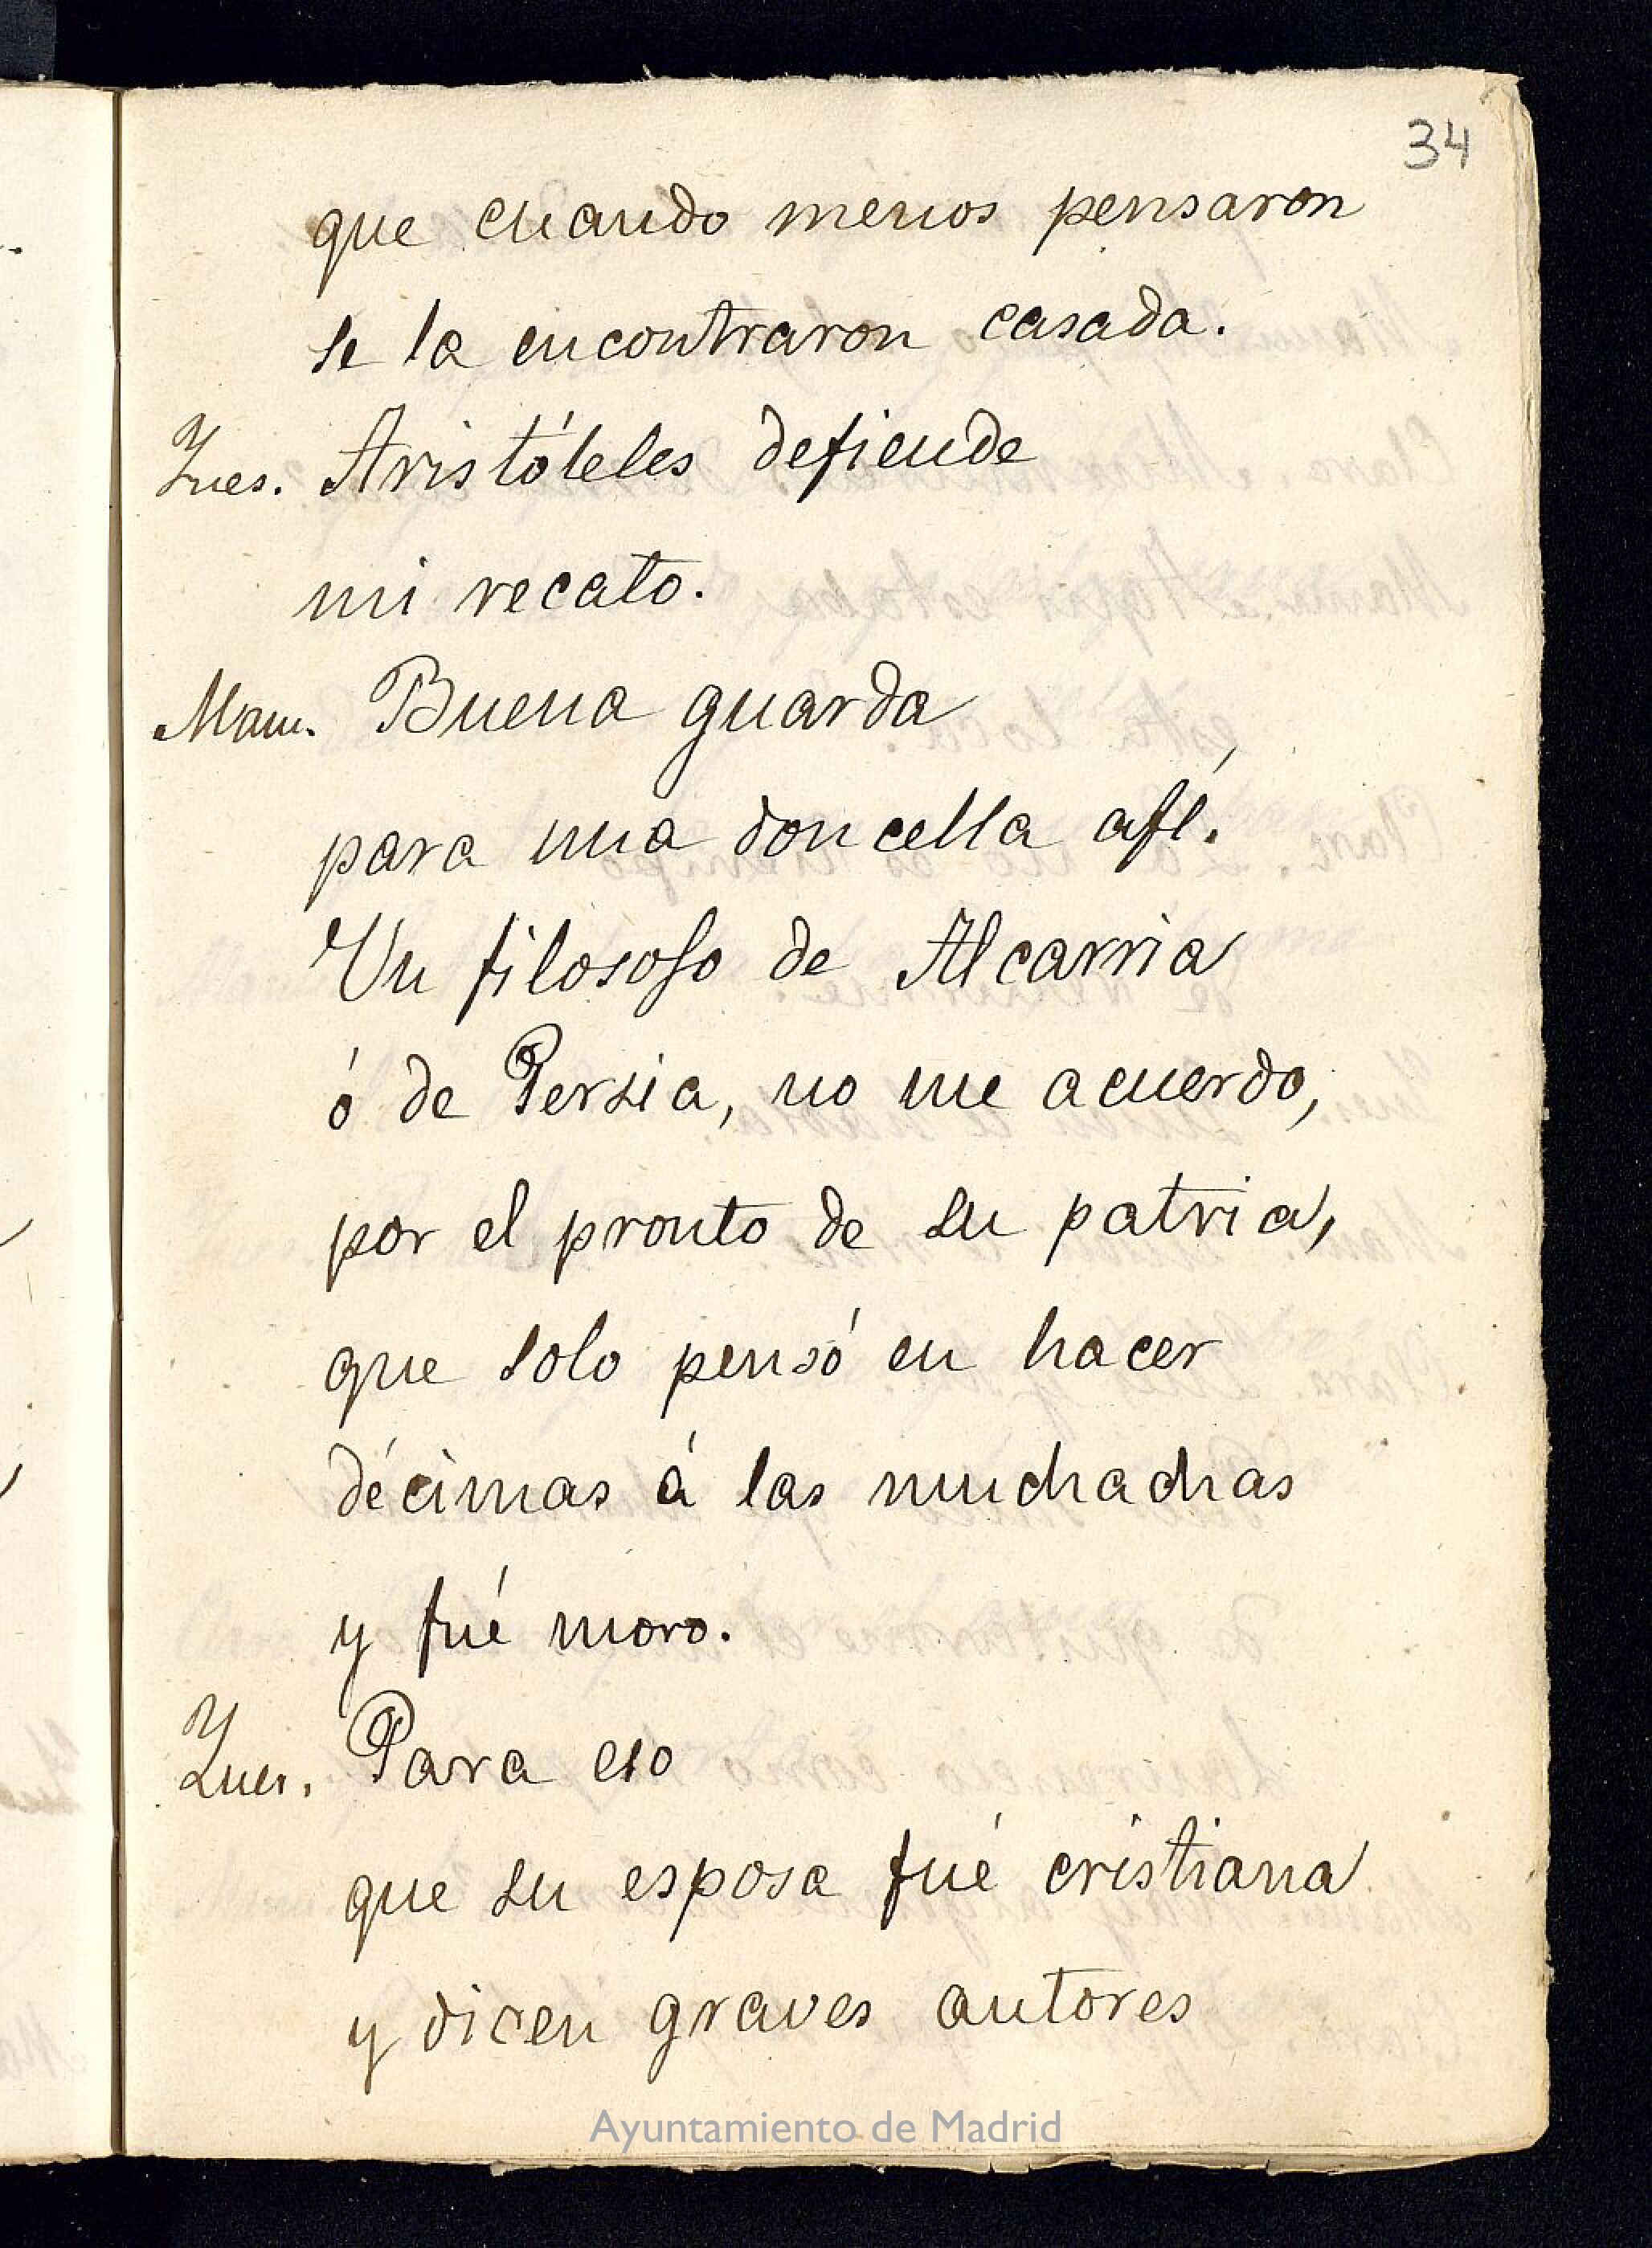 34
que cuando menos pensaron
se la encontraron casada.
Ynes. Aristóteles defiende
mi recato.
Manu. Buena guarda
para una doncella afé.
Un filosofo de Alcarria
ó de Persia, no me acuerdo,
por el pronto de su patria,
que solo pensó en hacer
décimas á las muchachas
y fué moro.
Ynes. Para eso
que su esposa fué cristiana
y dicen graves autores
Ayuntamiento de Madrid